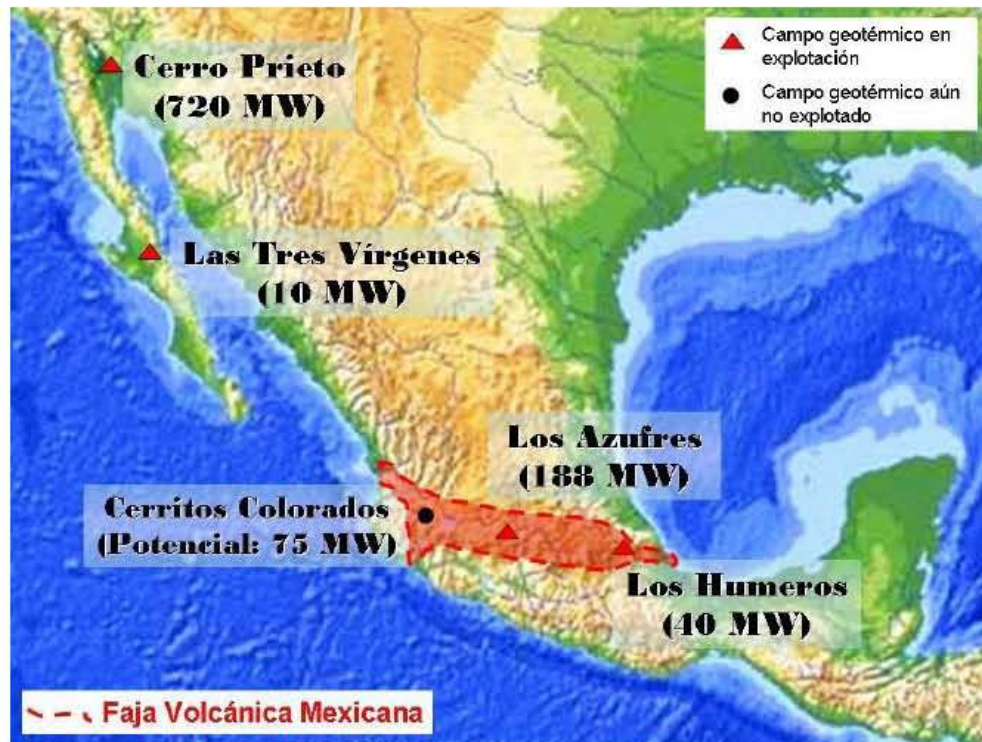 Campo geotérmico en
explotación
Campo geotérmico aún
no explotado
Cerro Prieto
(720 MW)
Las Tres Vírgenes
(10 MW)
Los Azufres
(188 MW)
Cerritos Colorados
(Potencial: 75 MW)
Los Humeros
(40 MW)
Faja Volcánica Mexicana